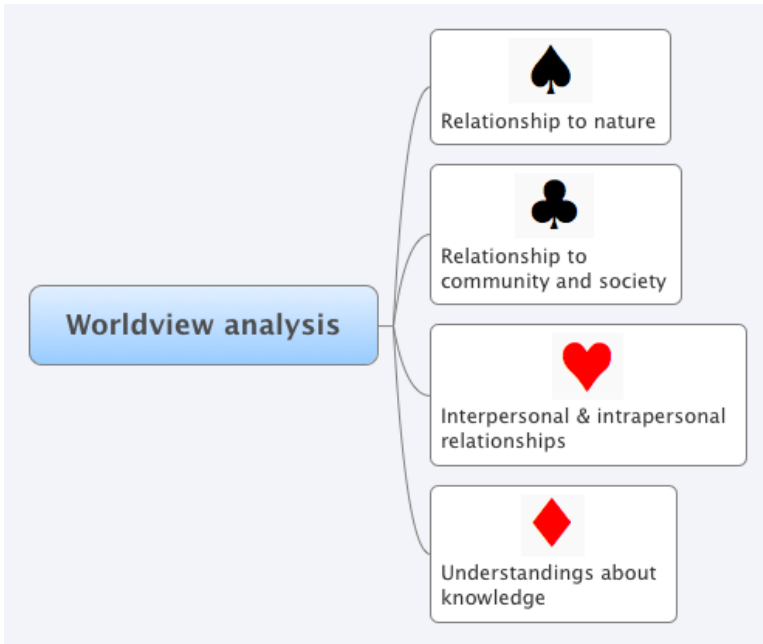 Worldview analysis
Relationship to nature
Relationship to
community and society
Interpersonal & intrapersonal
relationships
Understandings about
knowledge